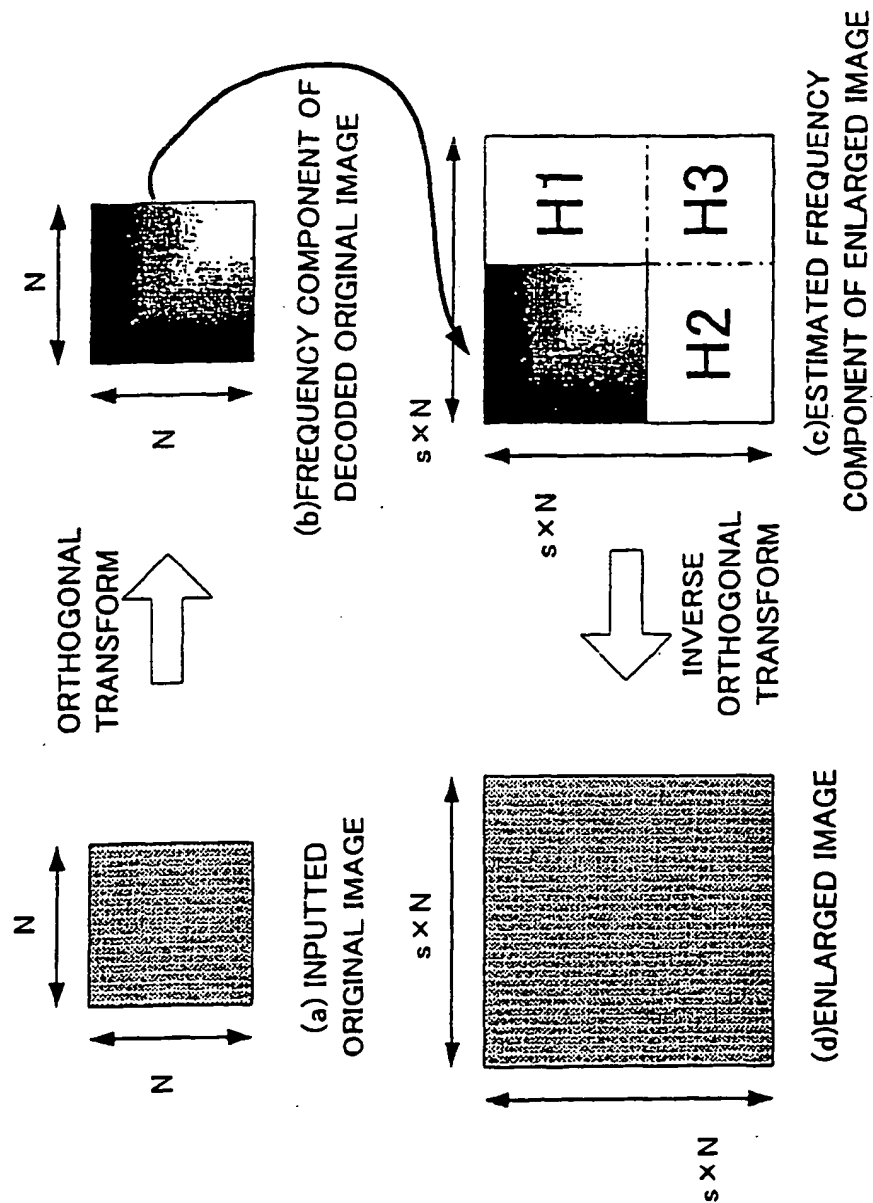 N
N
(a) INPUTTED
ORIGINAL IMAGE
ORTHOGONAL
TRANSFORM
N
N
(b)FREQUENCY COMPONENT OF
DECODED ORIGINAL IMAGE
s×N
s×N
H1
H2
H3
(c)ESTIMATED FREQUENCY
COMPONENT OF ENLARGED IMAGE
INVERSE
ORTHOGONAL
TRANSFORM
s×N
s×N
(d)ENLARGED IMAGE